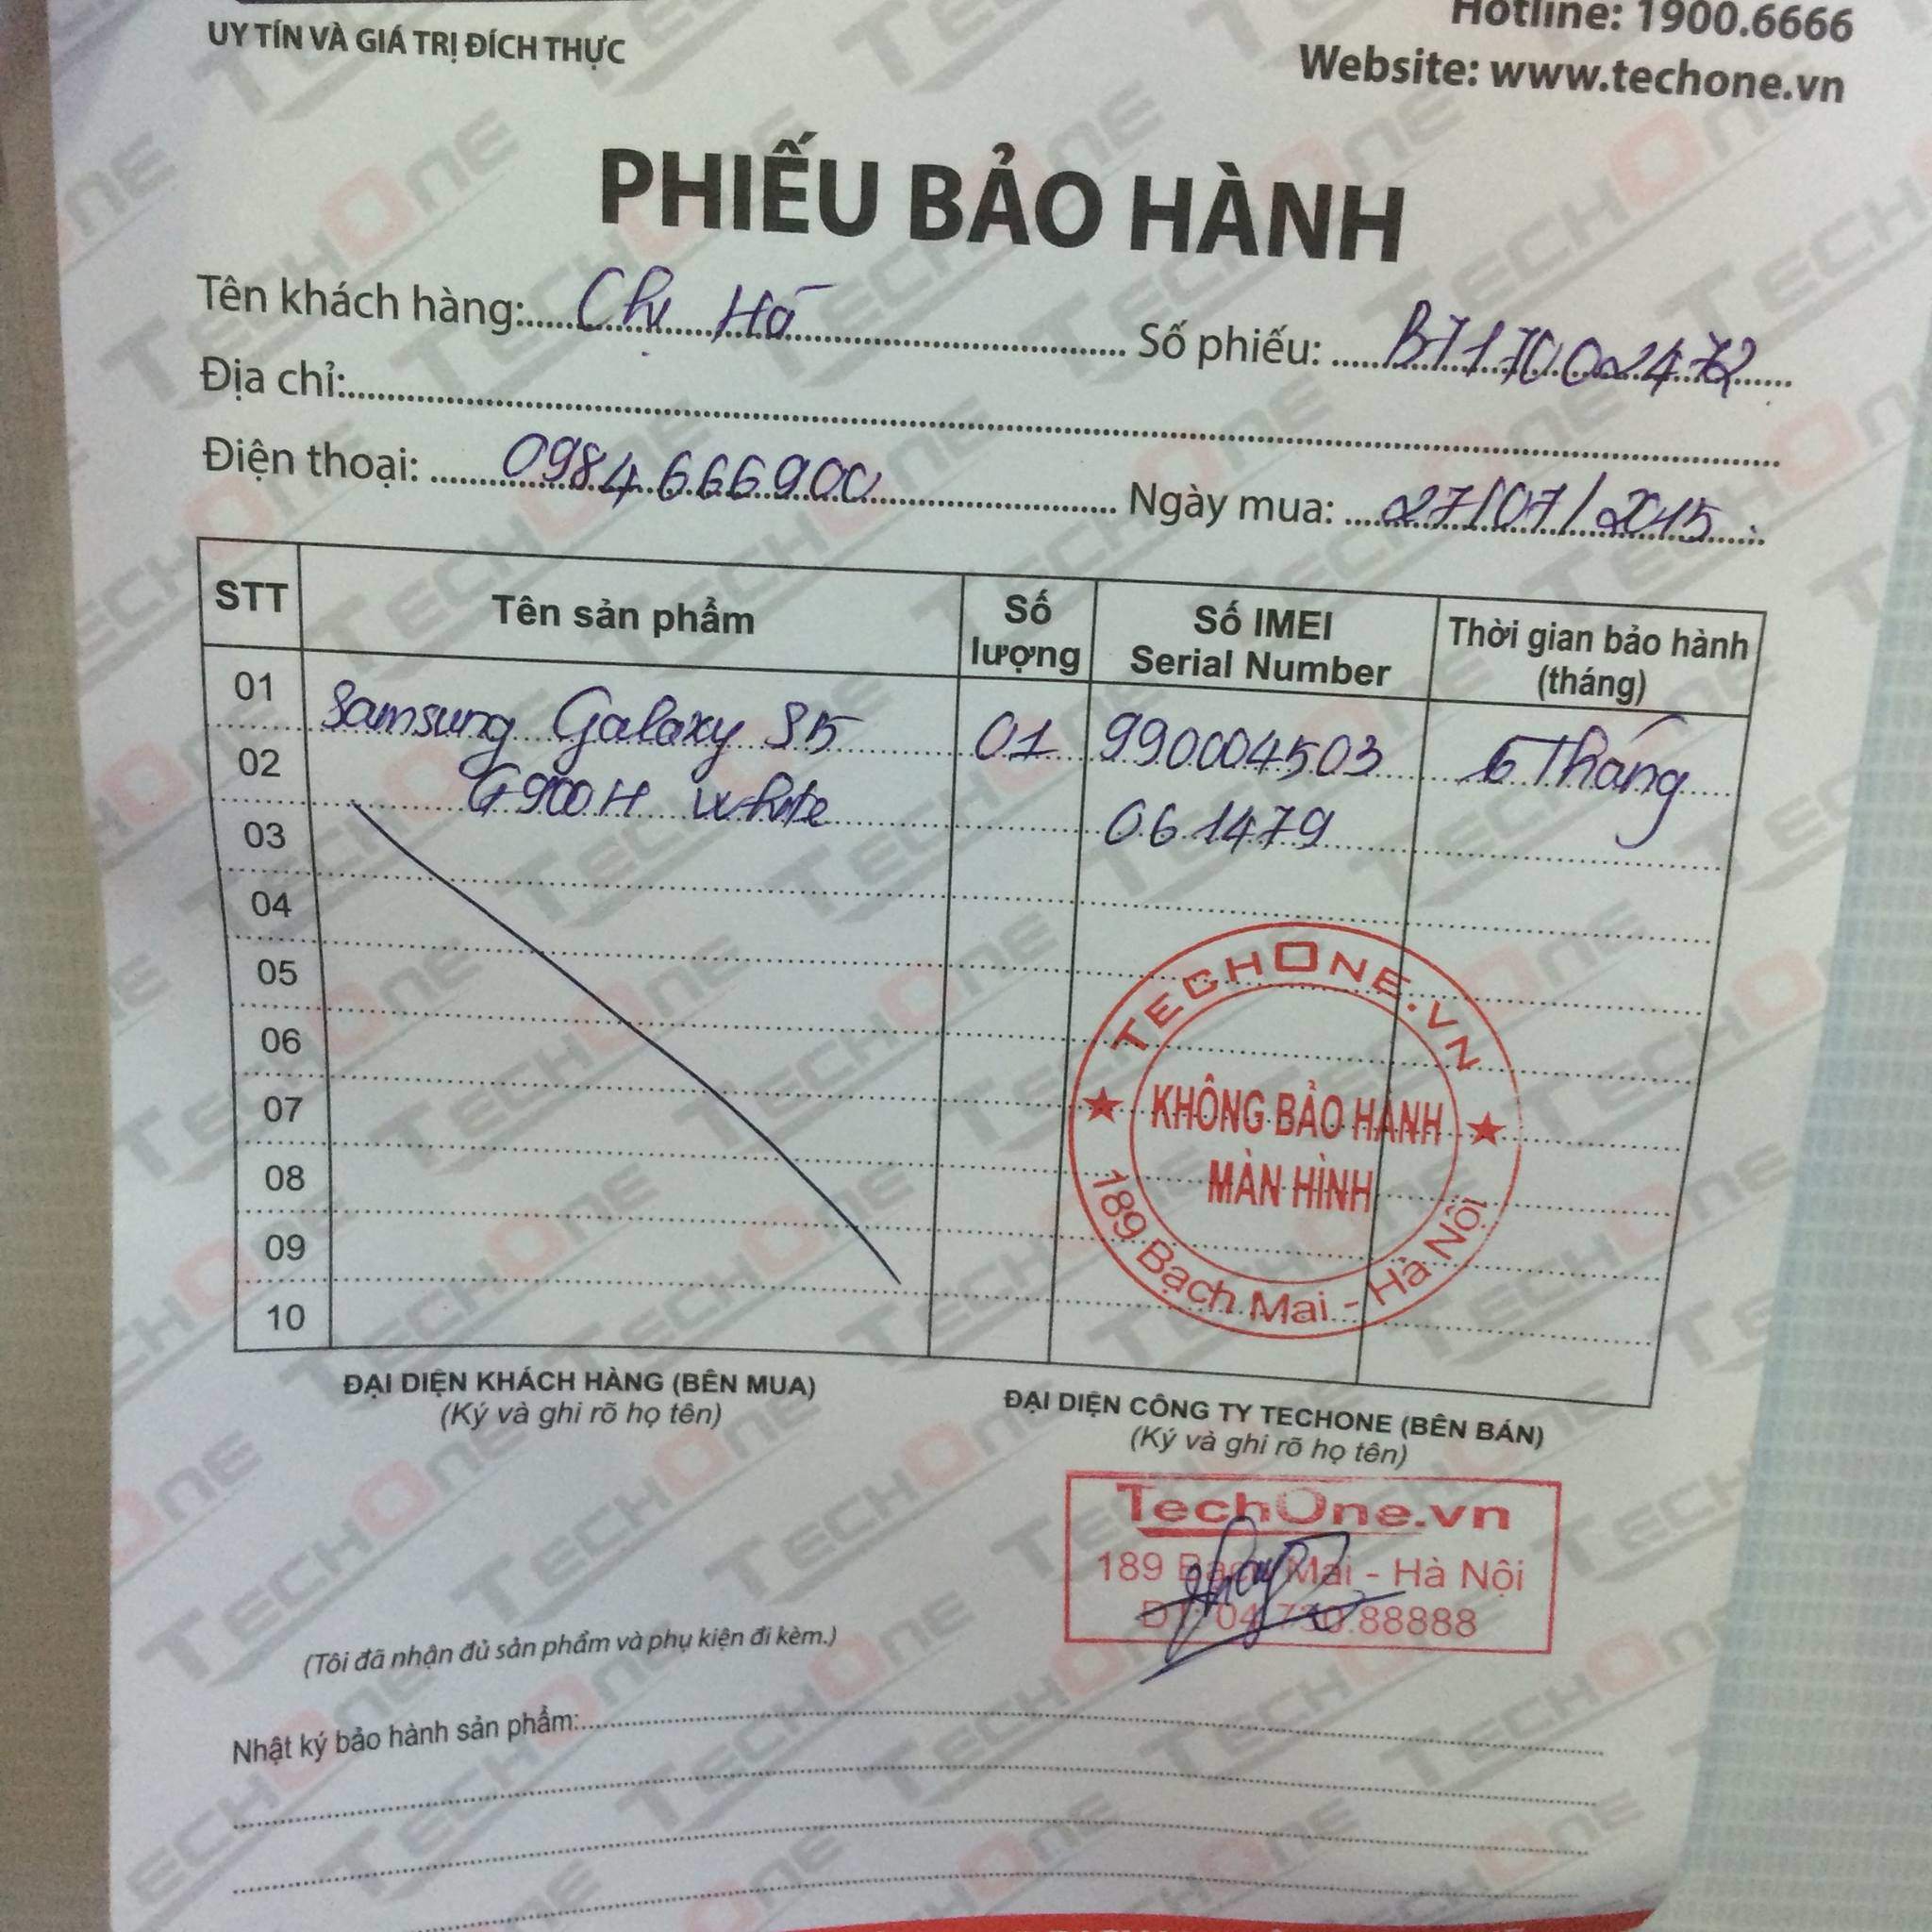 UY TÍN VÀ GIÁ TRỊ ĐÍCH THỰC
Hotline: 1900.6666
Website: www.techone.vn
PHIẾU BẢO HÀNH
Tên khách hàng: Chị Hà Số phiếu: B717002472
Địa chỉ:
Điện thoại: 0984.666900 Ngày mua: 27/07/2015
STT Tên sản phẩm Số lượng Số IMEI Serial Number Thời gian bảo hành (tháng)
01 Samsung Galaxy S5 01 990004503 6 Tháng
02 G900H White 061479
03
04
05
06
07
08
09
10
TECHONE.VN
KHÔNG BẢO HÀNH
MÀN HÌNH
189 Bạch Mai - Hà Nội
ĐẠI DIỆN KHÁCH HÀNG (BÊN MUA)
(Ký và ghi rõ họ tên)
ĐẠI DIỆN CÔNG TY TECHONE (BÊN BÁN)
(Ký và ghi rõ họ tên)
TechOne.vn
189 Bạch Mai - Hà Nội
ĐT: 04.730.88888
(Tôi đã nhận đủ sản phẩm và phụ kiện đi kèm.)
Nhật ký bảo hành sản phẩm: